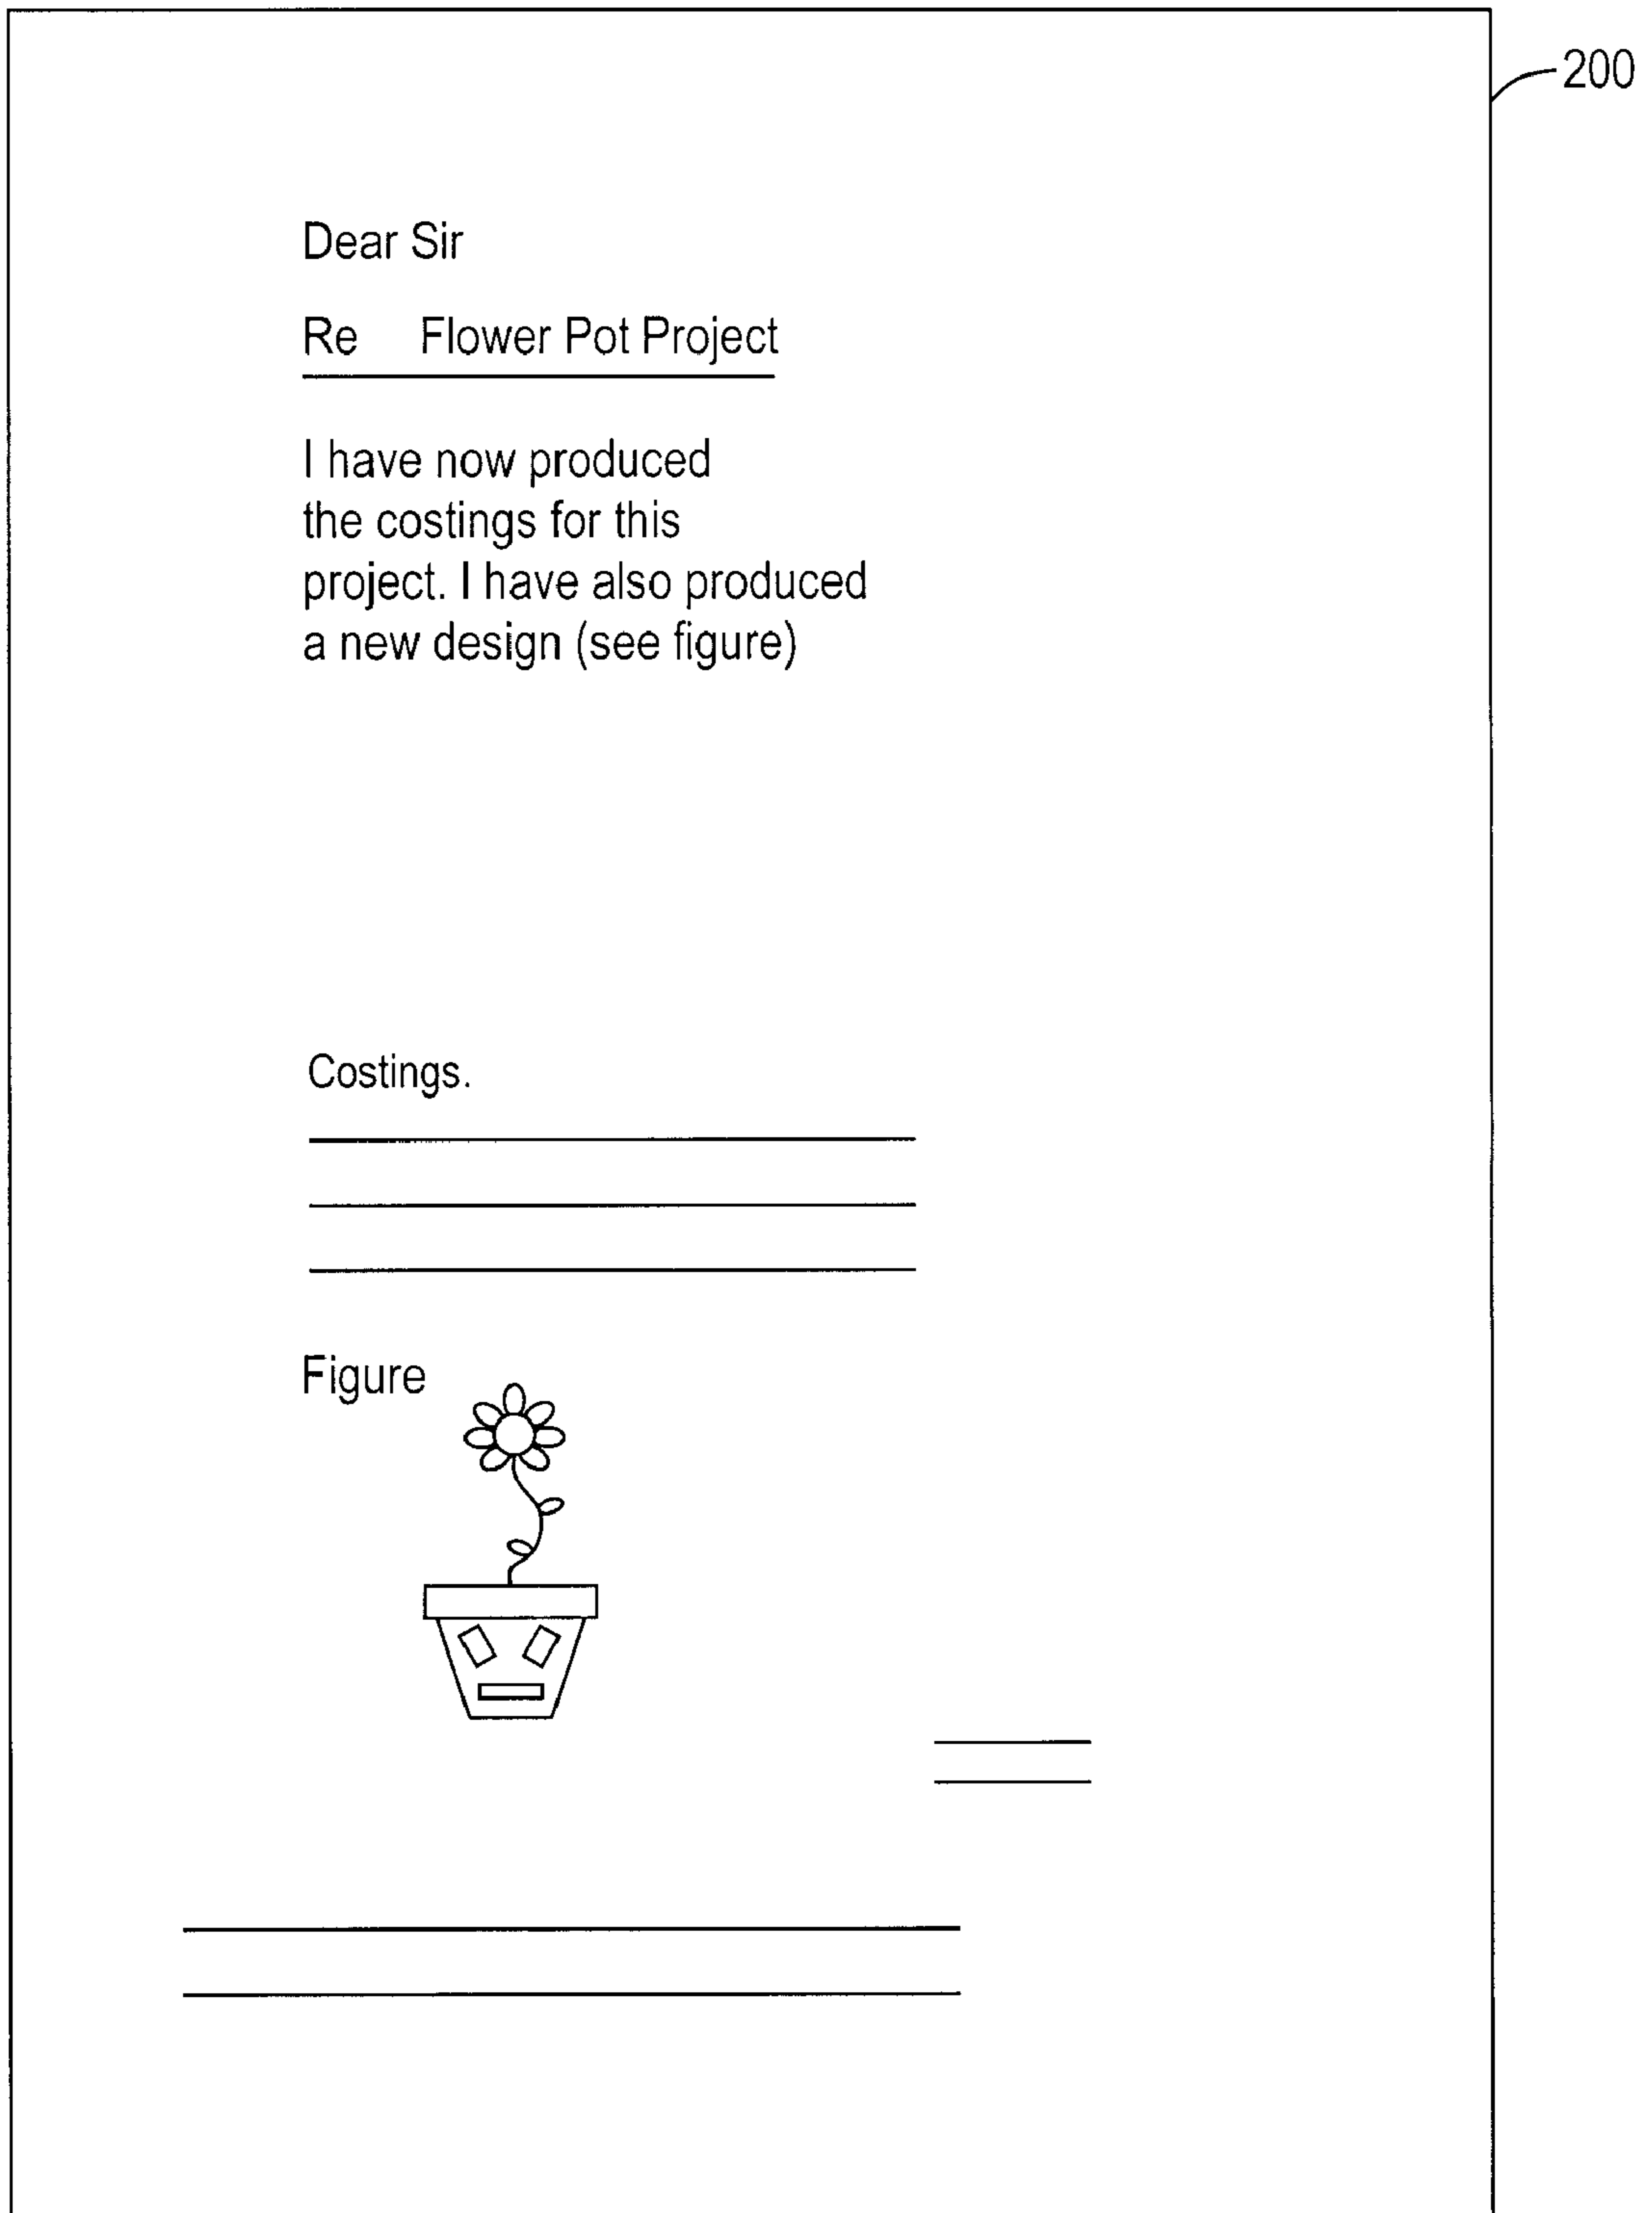 200
Dear Sir
Re Flower Pot Project
I have now produced
the costings for this
project. I have also produced
a new design (see figure)
Costings.
Figure